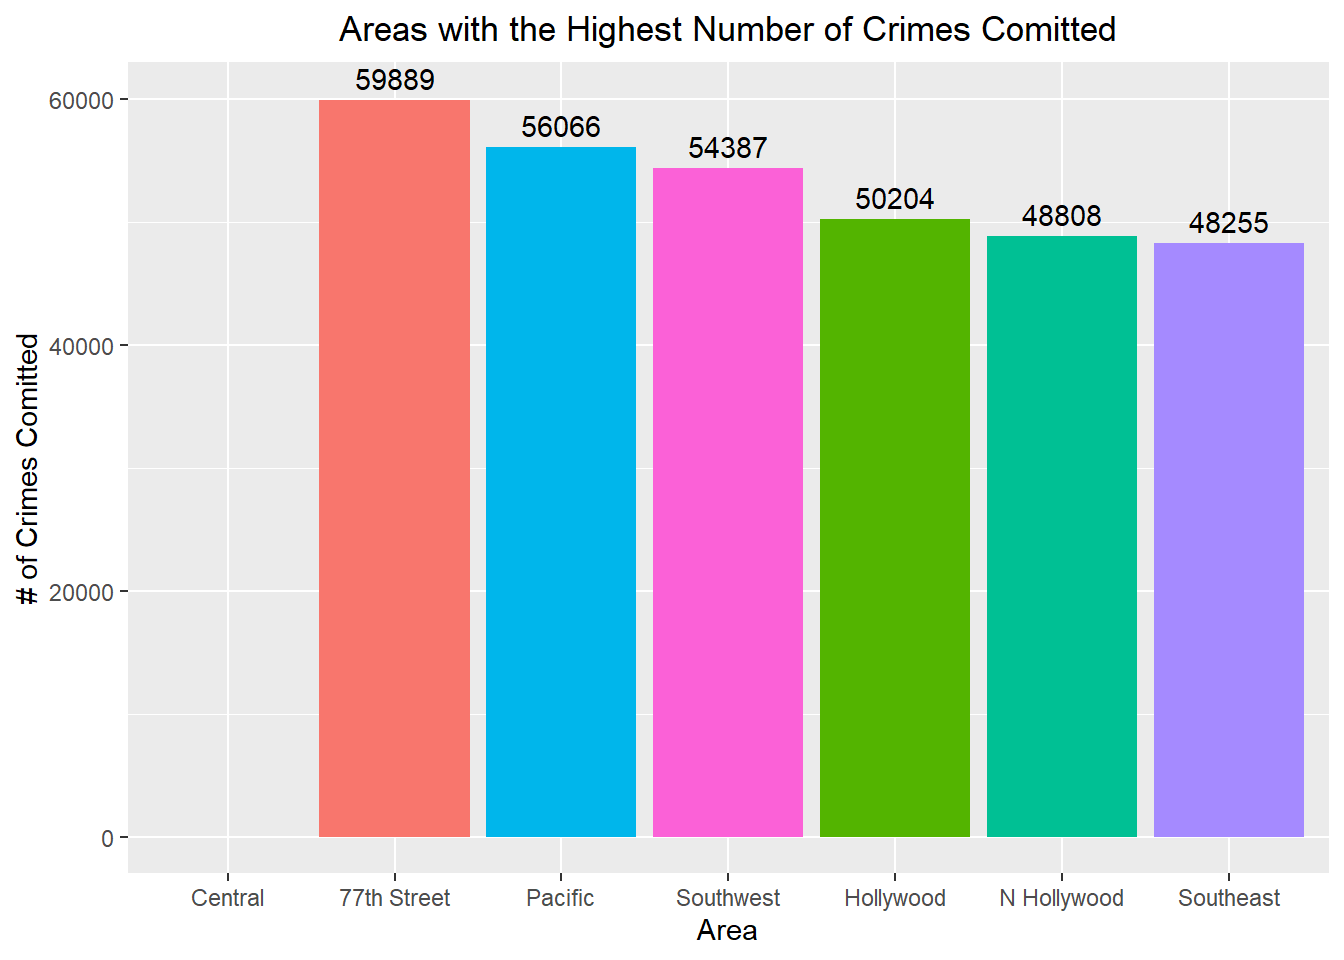 Areas with the Highest Number of Crimes Comitted
# of Crimes Comitted
60000
40000
20000
0
59889
56066
54387
50204
48808
48255
Central
77th Street
Pacific
Southwest
Hollywood
N Hollywood
Southeast
Area